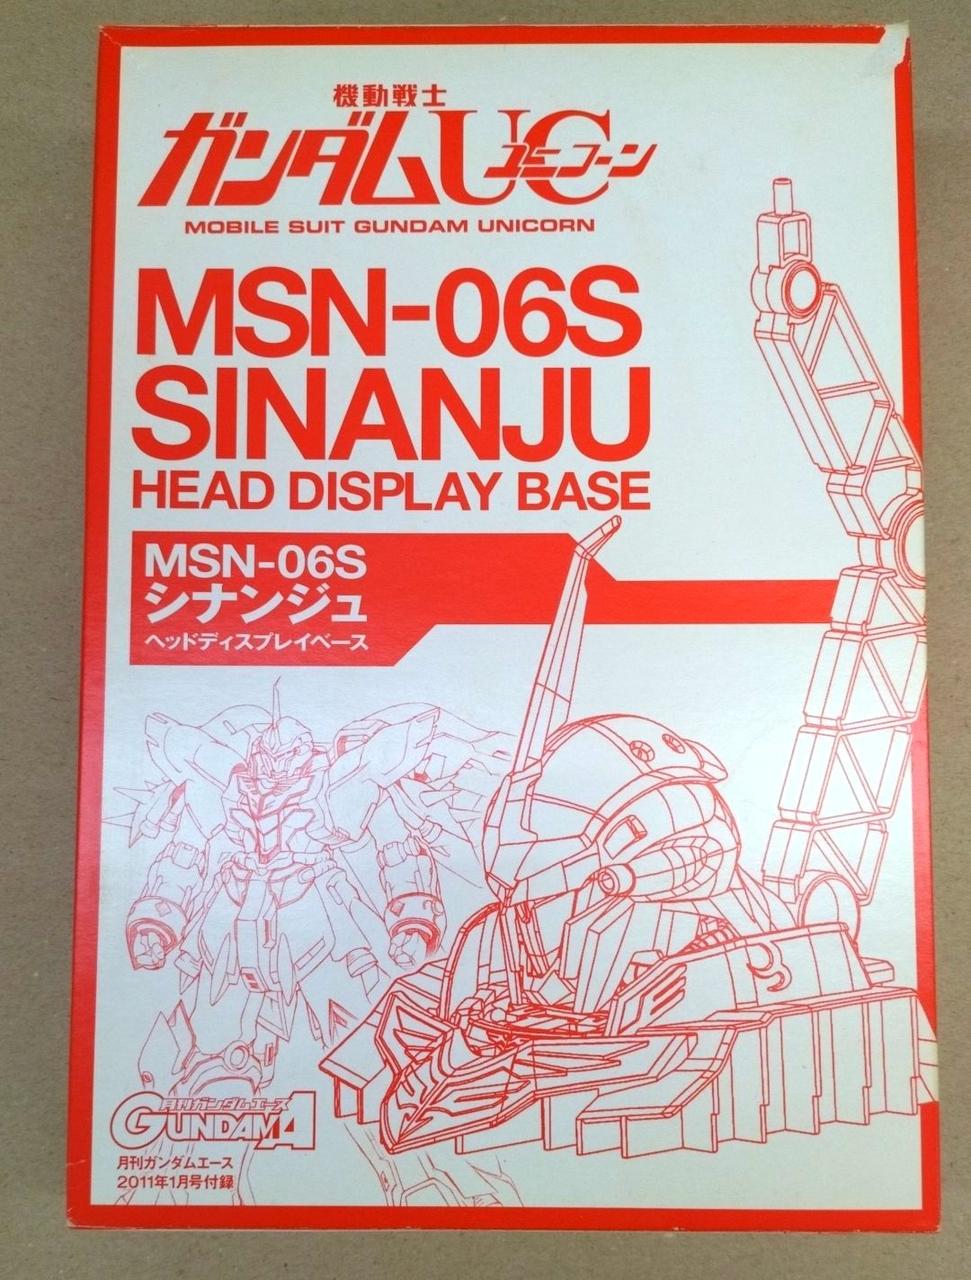 機動戦士
ガンダムUC
ユニコーン
MOBILE SUIT GUNDAM UNICORN
MSN-06S
SINANJU
HEAD DISPLAY BASE
MSN-06S
シナンジュ
ヘッドディスプレイベース
月刊ガンダムエース
GUNDAM A
月刊ガンダムエース
2011年1月号付録